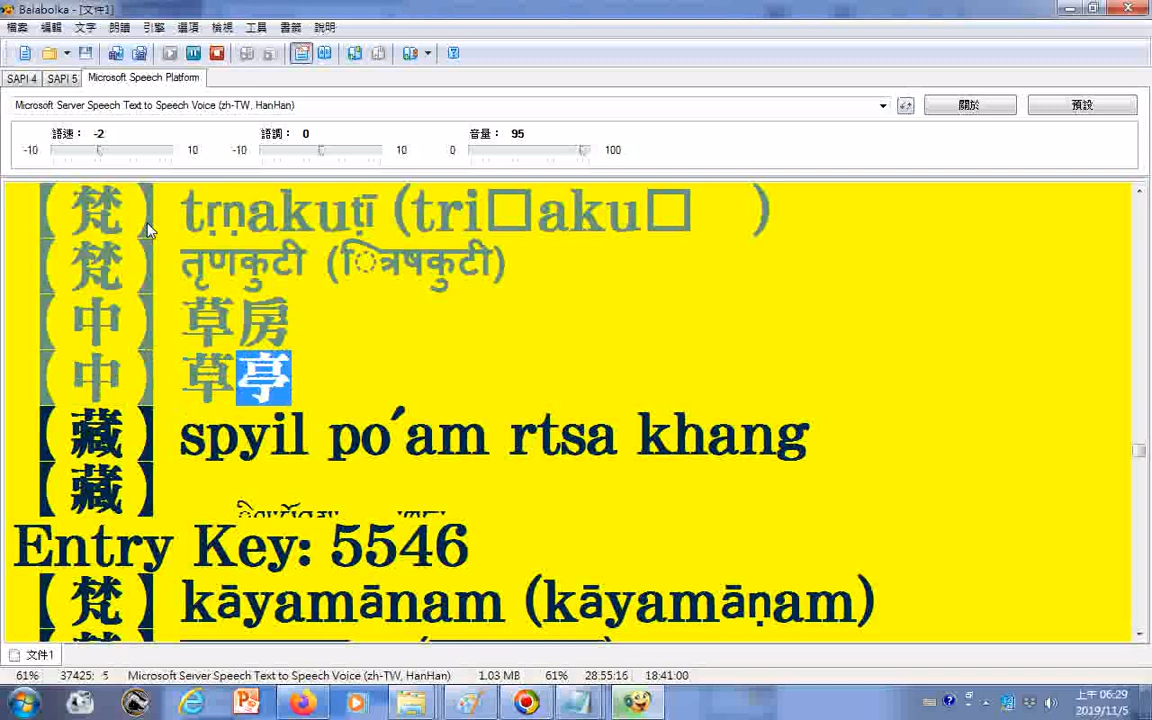 Balabolka - [文件1]
檔案 編輯 文字 朗讀 引擎 選項 檢視 工具 書籤 說明
SAPI 4 SAPI 5 Microsoft Speech Platform
Microsoft Server Speech Text to Speech Voice (zh-TW, HanHan) 關於 預設
語速： -2 語調： 0 音量： 95
-10 10 -10 10 0 100
【梵】 tṛṇakuṭī (tri□aku□ )
【梵】 तृणकुटी (ित्रिषकुटी)
【中】 草房
【中】 草亭
【藏】 spyil po´am rtsa khang
【藏】
Entry Key: 5546
【梵】 kāyamānam (kāyamāṇam)
文件1
61% 37425: 5 Microsoft Server Speech Text to Speech Voice (zh-TW, HanHan) 1.03 MB 61% 28:55:16 18:41:00
上午 06:29
2019/11/5